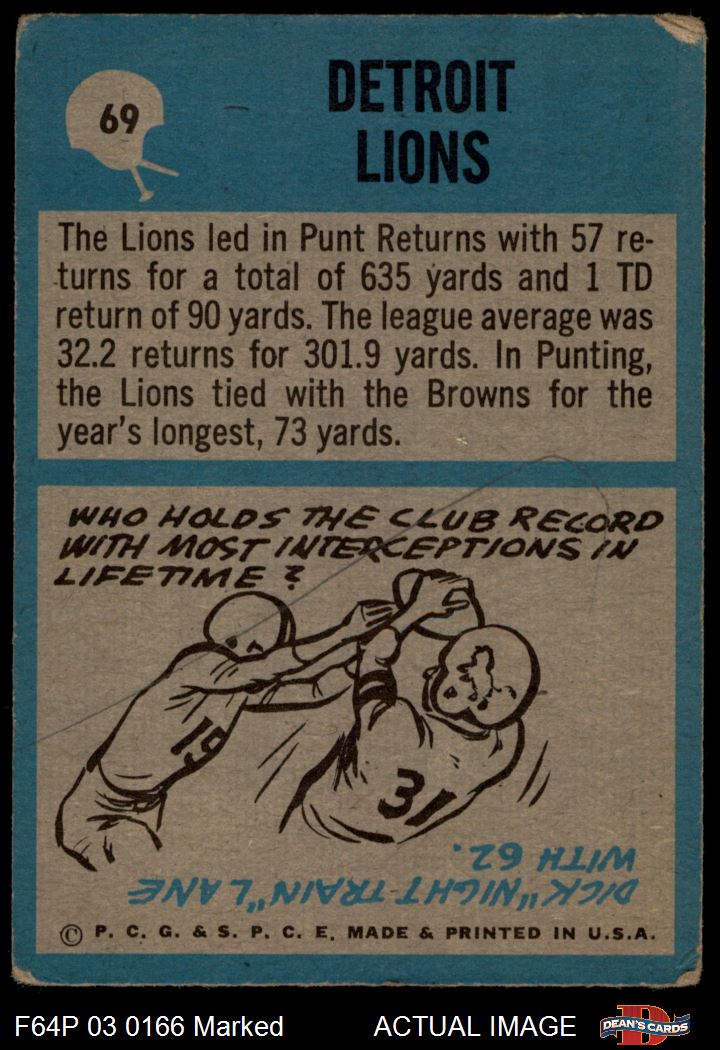 69
DETROIT
LIONS
The Lions led in Punt Returns with 57 re-
turns for a total of 635 yards and 1 TD
return of 90 yards. The league average was
32.2 returns for 301.9 yards. In Punting,
the Lions tied with the Browns for the
year's longest, 73 yards.
WHO HOLDS THE CLUB RECORD
WITH MOST INTERCEPTIONS IN
LIFETIME?
19
31
DICK "NIGHT TRAIN" LANE
WITH 62.
© P. C. G. & S. P. C. E. MADE & PRINTED IN U.S.A.
F64P 03 0166 Marked ACTUAL IMAGE
D
DEAN'S CARDS